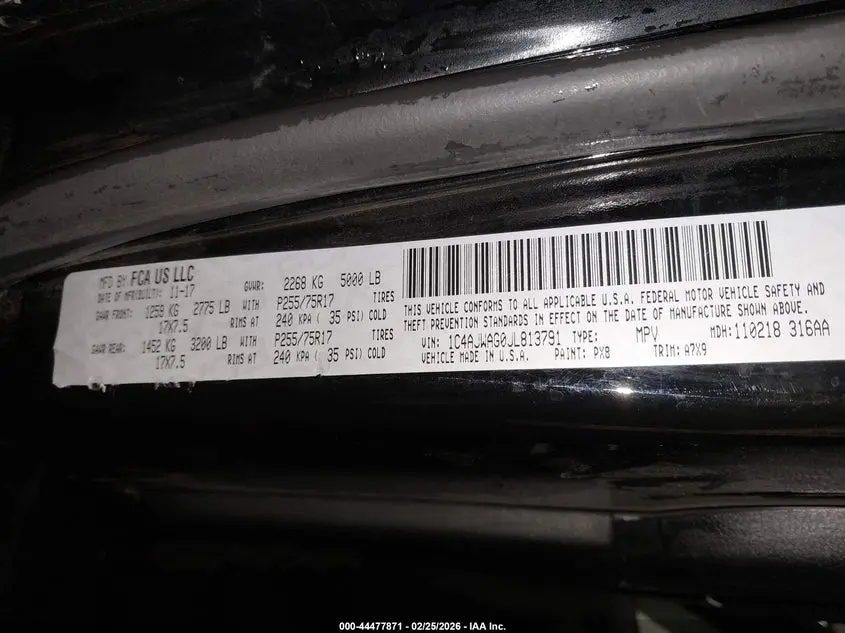 MFD BY FCA US LLC
DATE OF MFR(BUILT): 11-17
GVWR: 2268 KG 5000 LB
GAWR FRONT: 1259 KG 2775 LB WITH P255/75R17 TIRES
17X7.5 RIMS AT 240 KPA ( 35 PSI) COLD
GAWR REAR: 1452 KG 3200 LB WITH P255/75R17 TIRES
17X7.5 RIMS AT 240 KPA ( 35 PSI) COLD
THIS VEHICLE CONFORMS TO ALL APPLICABLE U.S.A. FEDERAL MOTOR VEHICLE SAFETY AND
THEFT PREVENTION STANDARDS IN EFFECT ON THE DATE OF MANUFACTURE SHOWN ABOVE.
VIN: 1C4AJWAG0JL813791 TYPE: MPV MDH: 110218 316AA
VEHICLE MADE IN U.S.A. PAINT: PX8 TRIM: A7X9
000-44477871 - 02/25/2026 - IAA Inc.